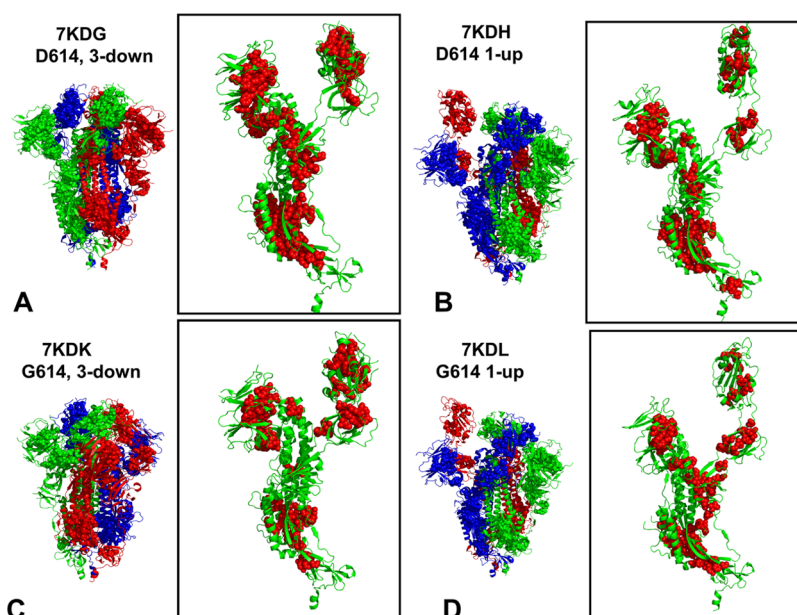 7KDG
D614, 3-down
A
7KDH
D614 1-up
B
7KDK
G614, 3-down
C
7KDL
G614 1-up
D